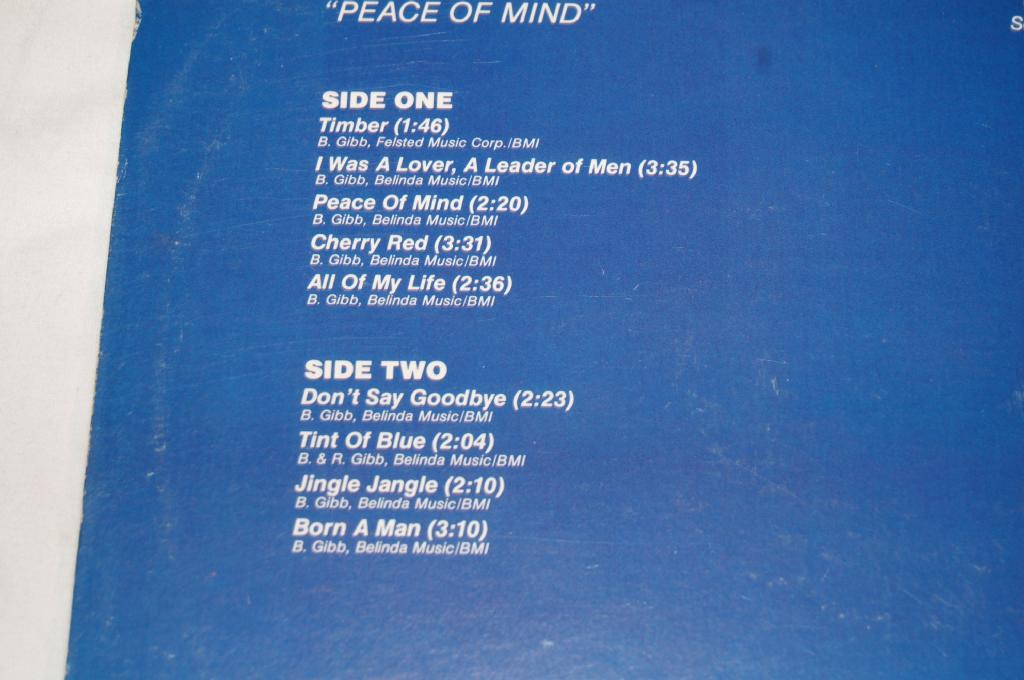 "PEACE OF MIND"
SIDE ONE
Timber (1:46)
B. Gibb, Felsted Music Corp./BMI
I Was A Lover, A Leader of Men (3:35)
B. Gibb, Belinda Music/BMI
Peace Of Mind (2:20)
B. Gibb, Belinda Music/BMI
Cherry Red (3:31)
B. Gibb, Belinda Music/BMI
All Of My Life (2:36)
B. Gibb, Belinda Music/BMI
SIDE TWO
Don't Say Goodbye (2:23)
B. Gibb, Belinda Music/BMI
Tint Of Blue (2:04)
B. & R. Gibb, Belinda Music/BMI
Jingle Jangle (2:10)
B. Gibb, Belinda Music/BMI
Born A Man (3:10)
B. Gibb, Belinda Music/BMI